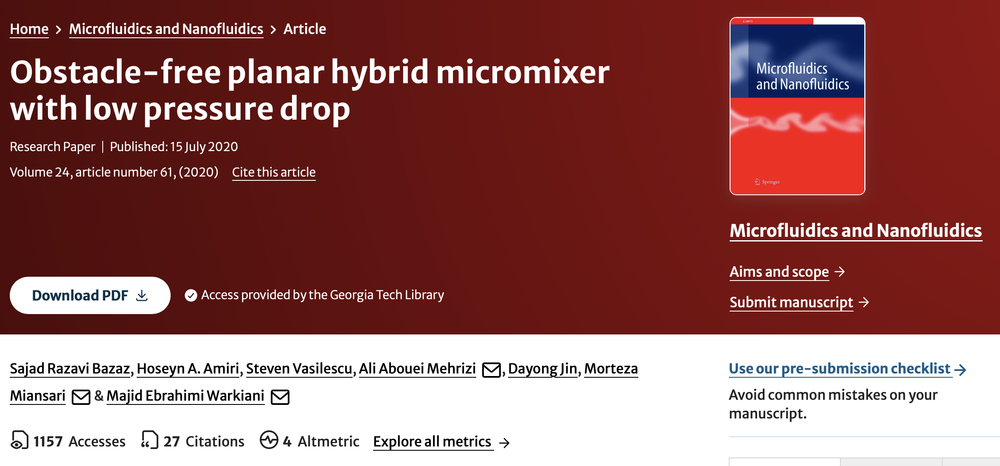 Home > Microfluidics and Nanofluidics > Article
Obstacle-free planar hybrid micromixer
with low pressure drop
Research Paper | Published: 15 July 2020
Volume 24, article number 61, (2020) Cite this article
Download PDF
Access provided by the Georgia Tech Library
A 20975
Microfluidics
and Nanofluidics
Springer
Microfluidics and Nanofluidics
Aims and scope →
Submit manuscript →
Sajad Razavi Bazaz, Hoseyn A. Amiri, Steven Vasilescu, Ali Abouei Mehrizi, Dayong Jin, Morteza
Miansari & Majid Ebrahimi Warkiani
1157 Accesses 27 Citations 4 Altmetric Explore all metrics →
Use our pre-submission checklist →
Avoid common mistakes on your
manuscript.